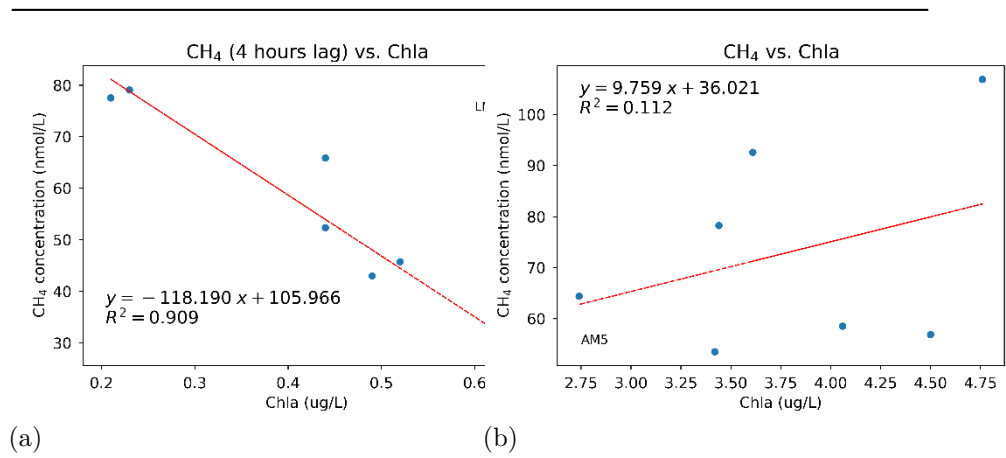 CH₄ (4 hours lag) vs. Chla
80
70
60
50
40
30
CH₄ concentration (nmol/L)
y = −118.190 x + 105.966
R² = 0.909
0.2 0.3 0.4 0.5 0.6
Chla (ug/L)
(a)
CH₄ vs. Chla
y = 9.759 x + 36.021
R² = 0.112
100
90
80
70
60
CH₄ concentration (nmol/L)
AM5
2.75 3.00 3.25 3.50 3.75 4.00 4.25 4.50 4.75
Chla (ug/L)
(b)